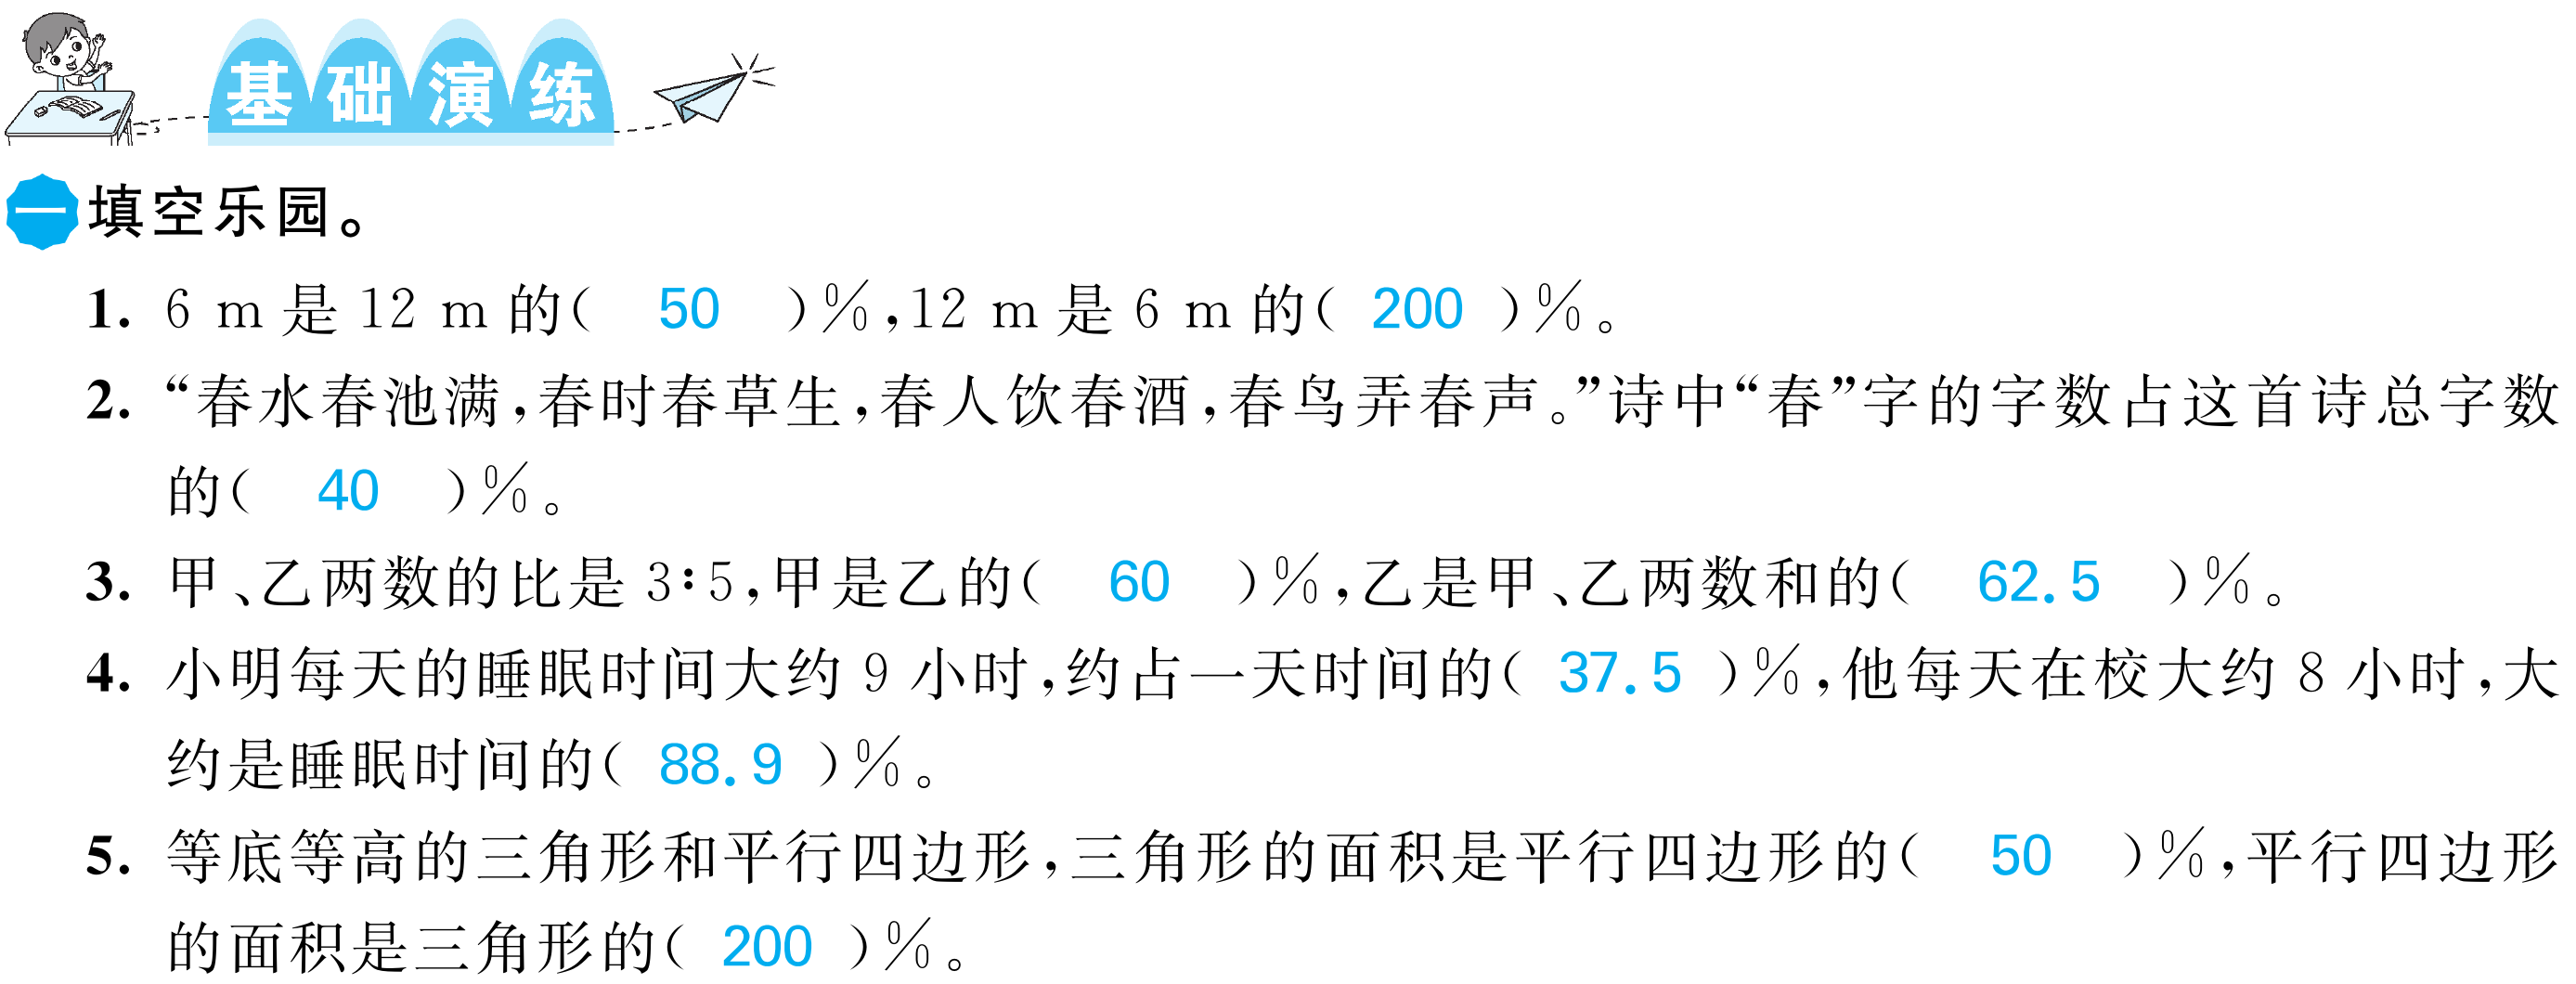 基础演练
一 填空乐园。
1. 6 m 是 12 m 的( 50 )%,12 m 是 6 m 的( 200 )%。
2. “春水春池满,春时春草生,春人饮春酒,春鸟弄春声。”诗中“春”字的字数占这首诗总字数
的( 40 )%。
3. 甲、乙两数的比是 3∶5,甲是乙的( 60 )%,乙是甲、乙两数和的( 62.5 )%。
4. 小明每天的睡眠时间大约 9 小时,约占一天时间的( 37.5 )%,他每天在校大约 8 小时,大
约是睡眠时间的( 88.9 )%。
5. 等底等高的三角形和平行四边形,三角形的面积是平行四边形的( 50 )%,平行四边形
的面积是三角形的( 200 )%。